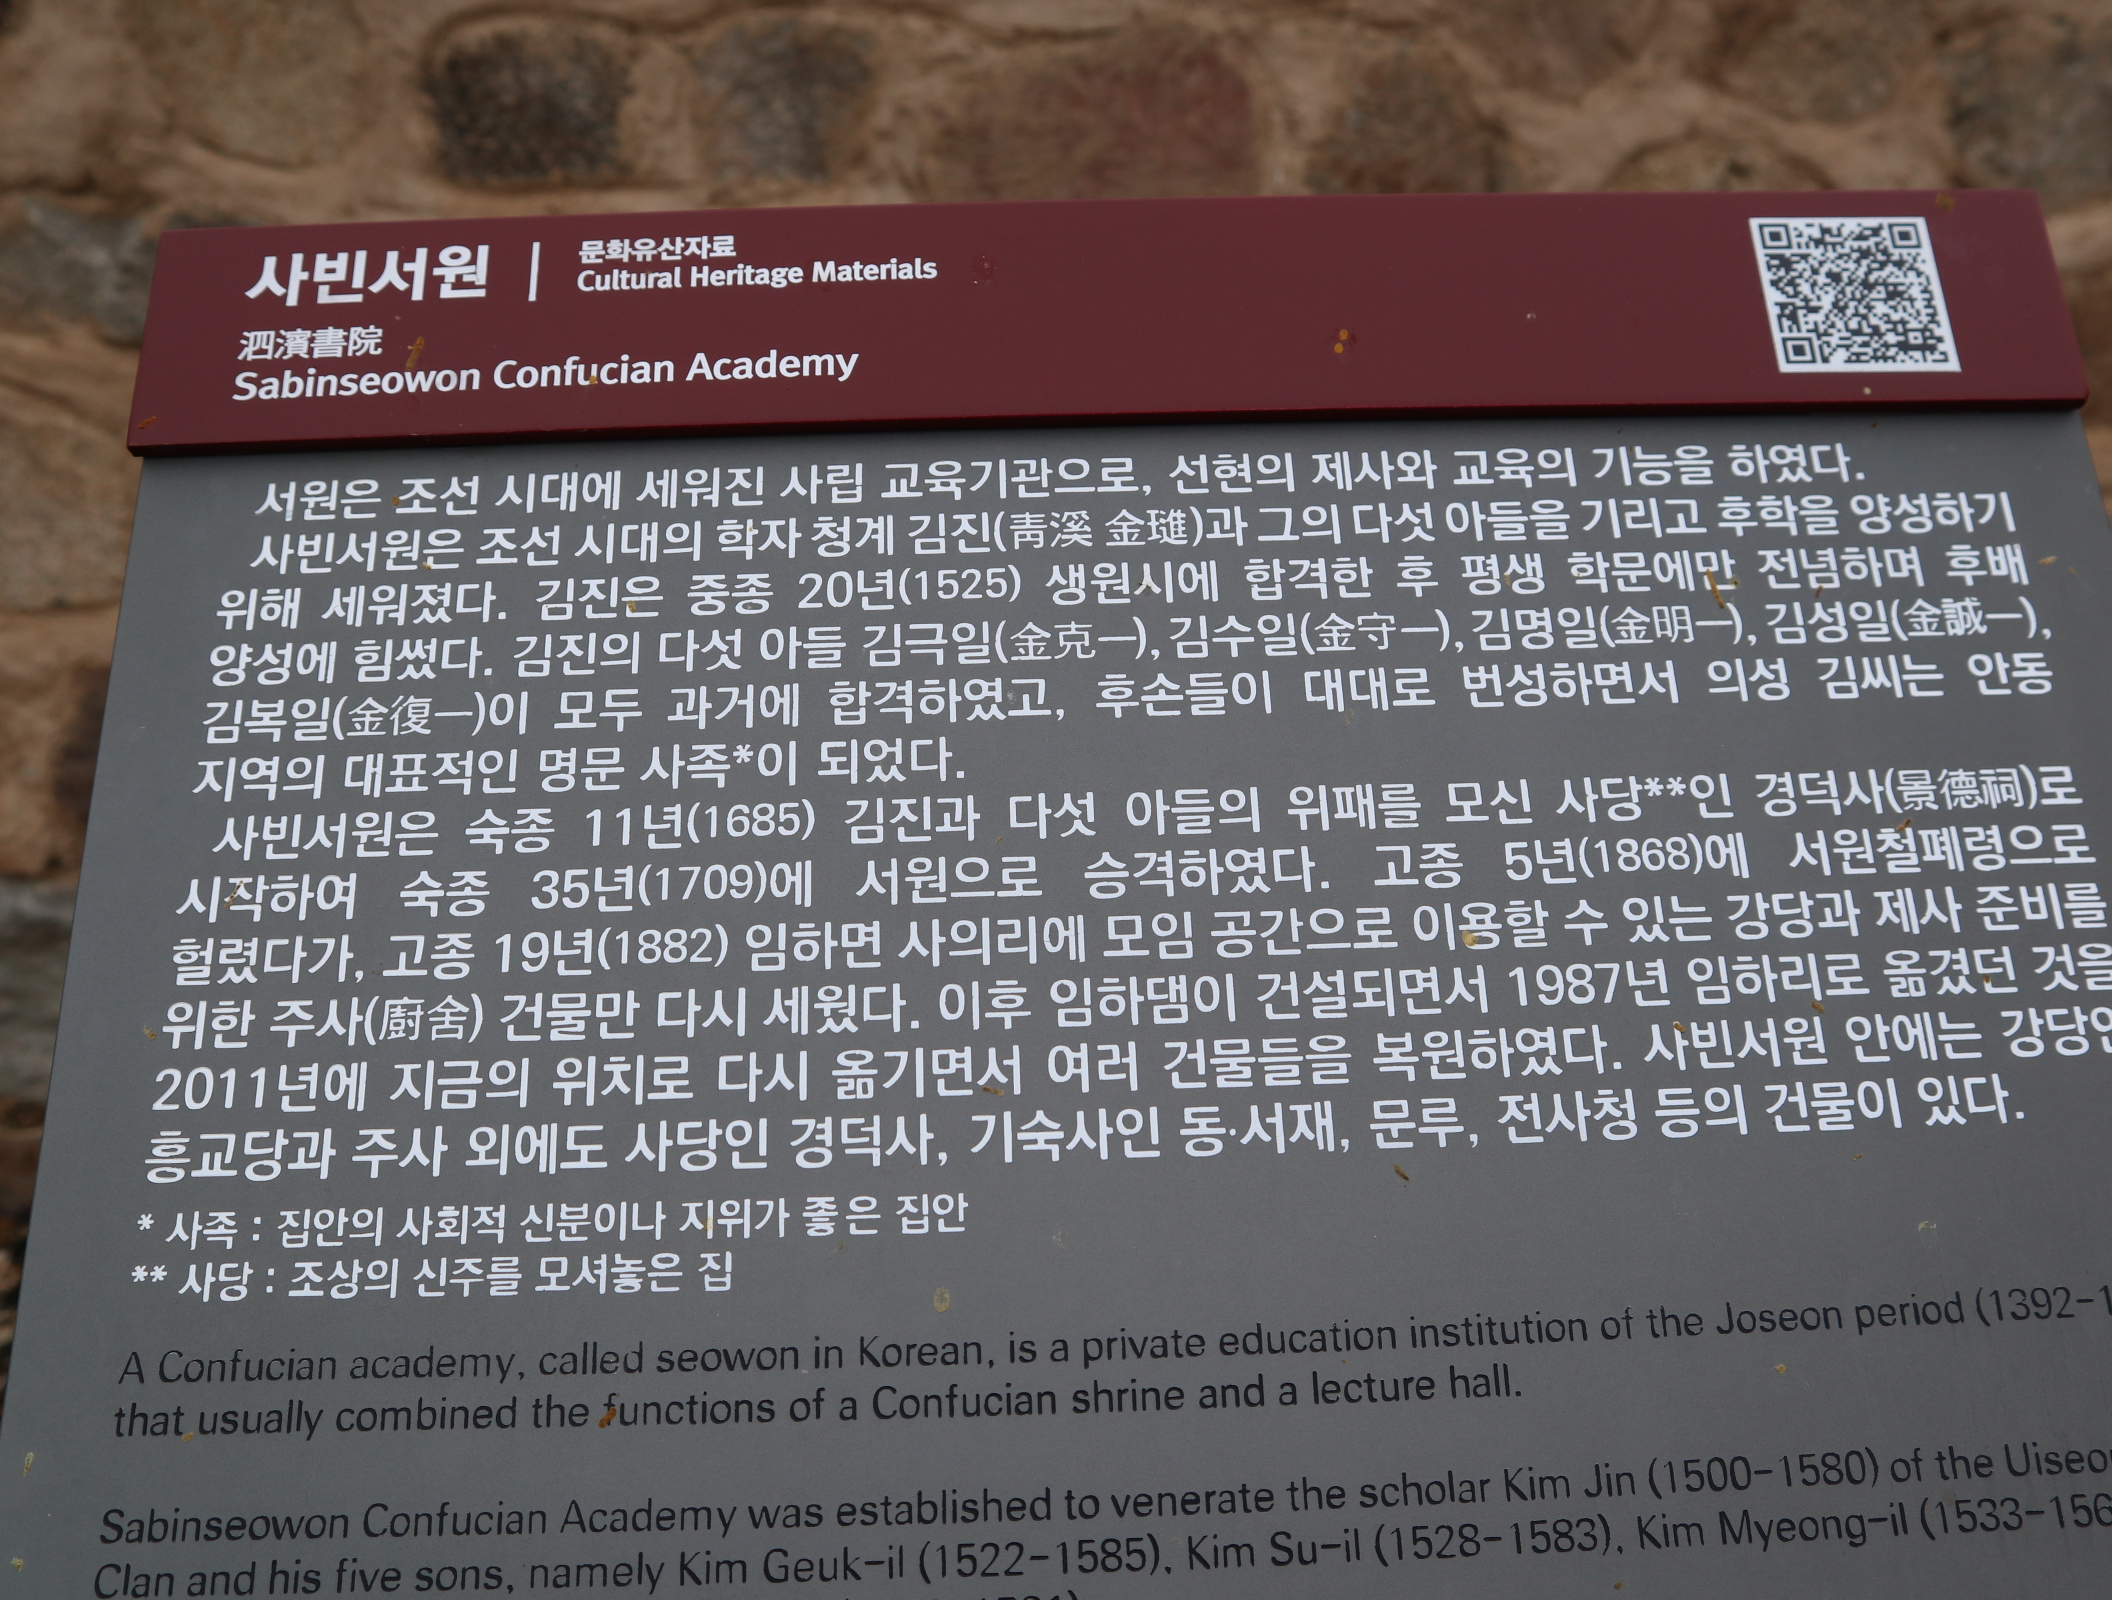 사빈서원
문화유산자료
Cultural Heritage Materials
泗濱書院
Sabinseowon Confucian Academy
서원은 조선 시대에 세워진 사립 교육기관으로, 선현의 제사와 교육의 기능을 하였다.
사빈서원은 조선 시대의 학자 청계 김진(靑溪 金璡)과 그의 다섯 아들을 기리고 후학을 양성하기
위해 세워졌다. 김진은 중종 20년(1525) 생원시에 합격한 후 평생 학문에만 전념하며 후배
양성에 힘썼다. 김진의 다섯 아들 김극일(金克一), 김수일(金守一), 김명일(金明一), 김성일(金誠一),
김복일(金復一)이 모두 과거에 합격하였고, 후손들이 대대로 번성하면서 의성 김씨는 안동
지역의 대표적인 명문 사족*이 되었다.
사빈서원은 숙종 11년(1685) 김진과 다섯 아들의 위패를 모신 사당**인 경덕사(景德祠)로
시작하여 숙종 35년(1709)에 서원으로 승격하였다. 고종 5년(1868)에 서원철폐령으로
헐렸다가, 고종 19년(1882) 임하면 사의리에 모임 공간으로 이용할 수 있는 강당과 제사 준비를
위한 주사(廚舍) 건물만 다시 세웠다. 이후 임하댐이 건설되면서 1987년 임하리로 옮겼던 것을
2011년에 지금의 위치로 다시 옮기면서 여러 건물들을 복원하였다. 사빈서원 안에는 강당인
흥교당과 주사 외에도 사당인 경덕사, 기숙사인 동·서재, 문루, 전사청 등의 건물이 있다.
* 사족 : 집안의 사회적 신분이나 지위가 좋은 집안
** 사당 : 조상의 신주를 모셔놓은 집
A Confucian academy, called seowon in Korean, is a private education institution of the Joseon period (1392-1
that usually combined the functions of a Confucian shrine and a lecture hall.
Sabinseowon Confucian Academy was established to venerate the scholar Kim Jin (1500-1580) of the Uiseo
Clan and his five sons, namely Kim Geuk-il (1522-1585), Kim Su-il (1528-1583), Kim Myeong-il (1533-156